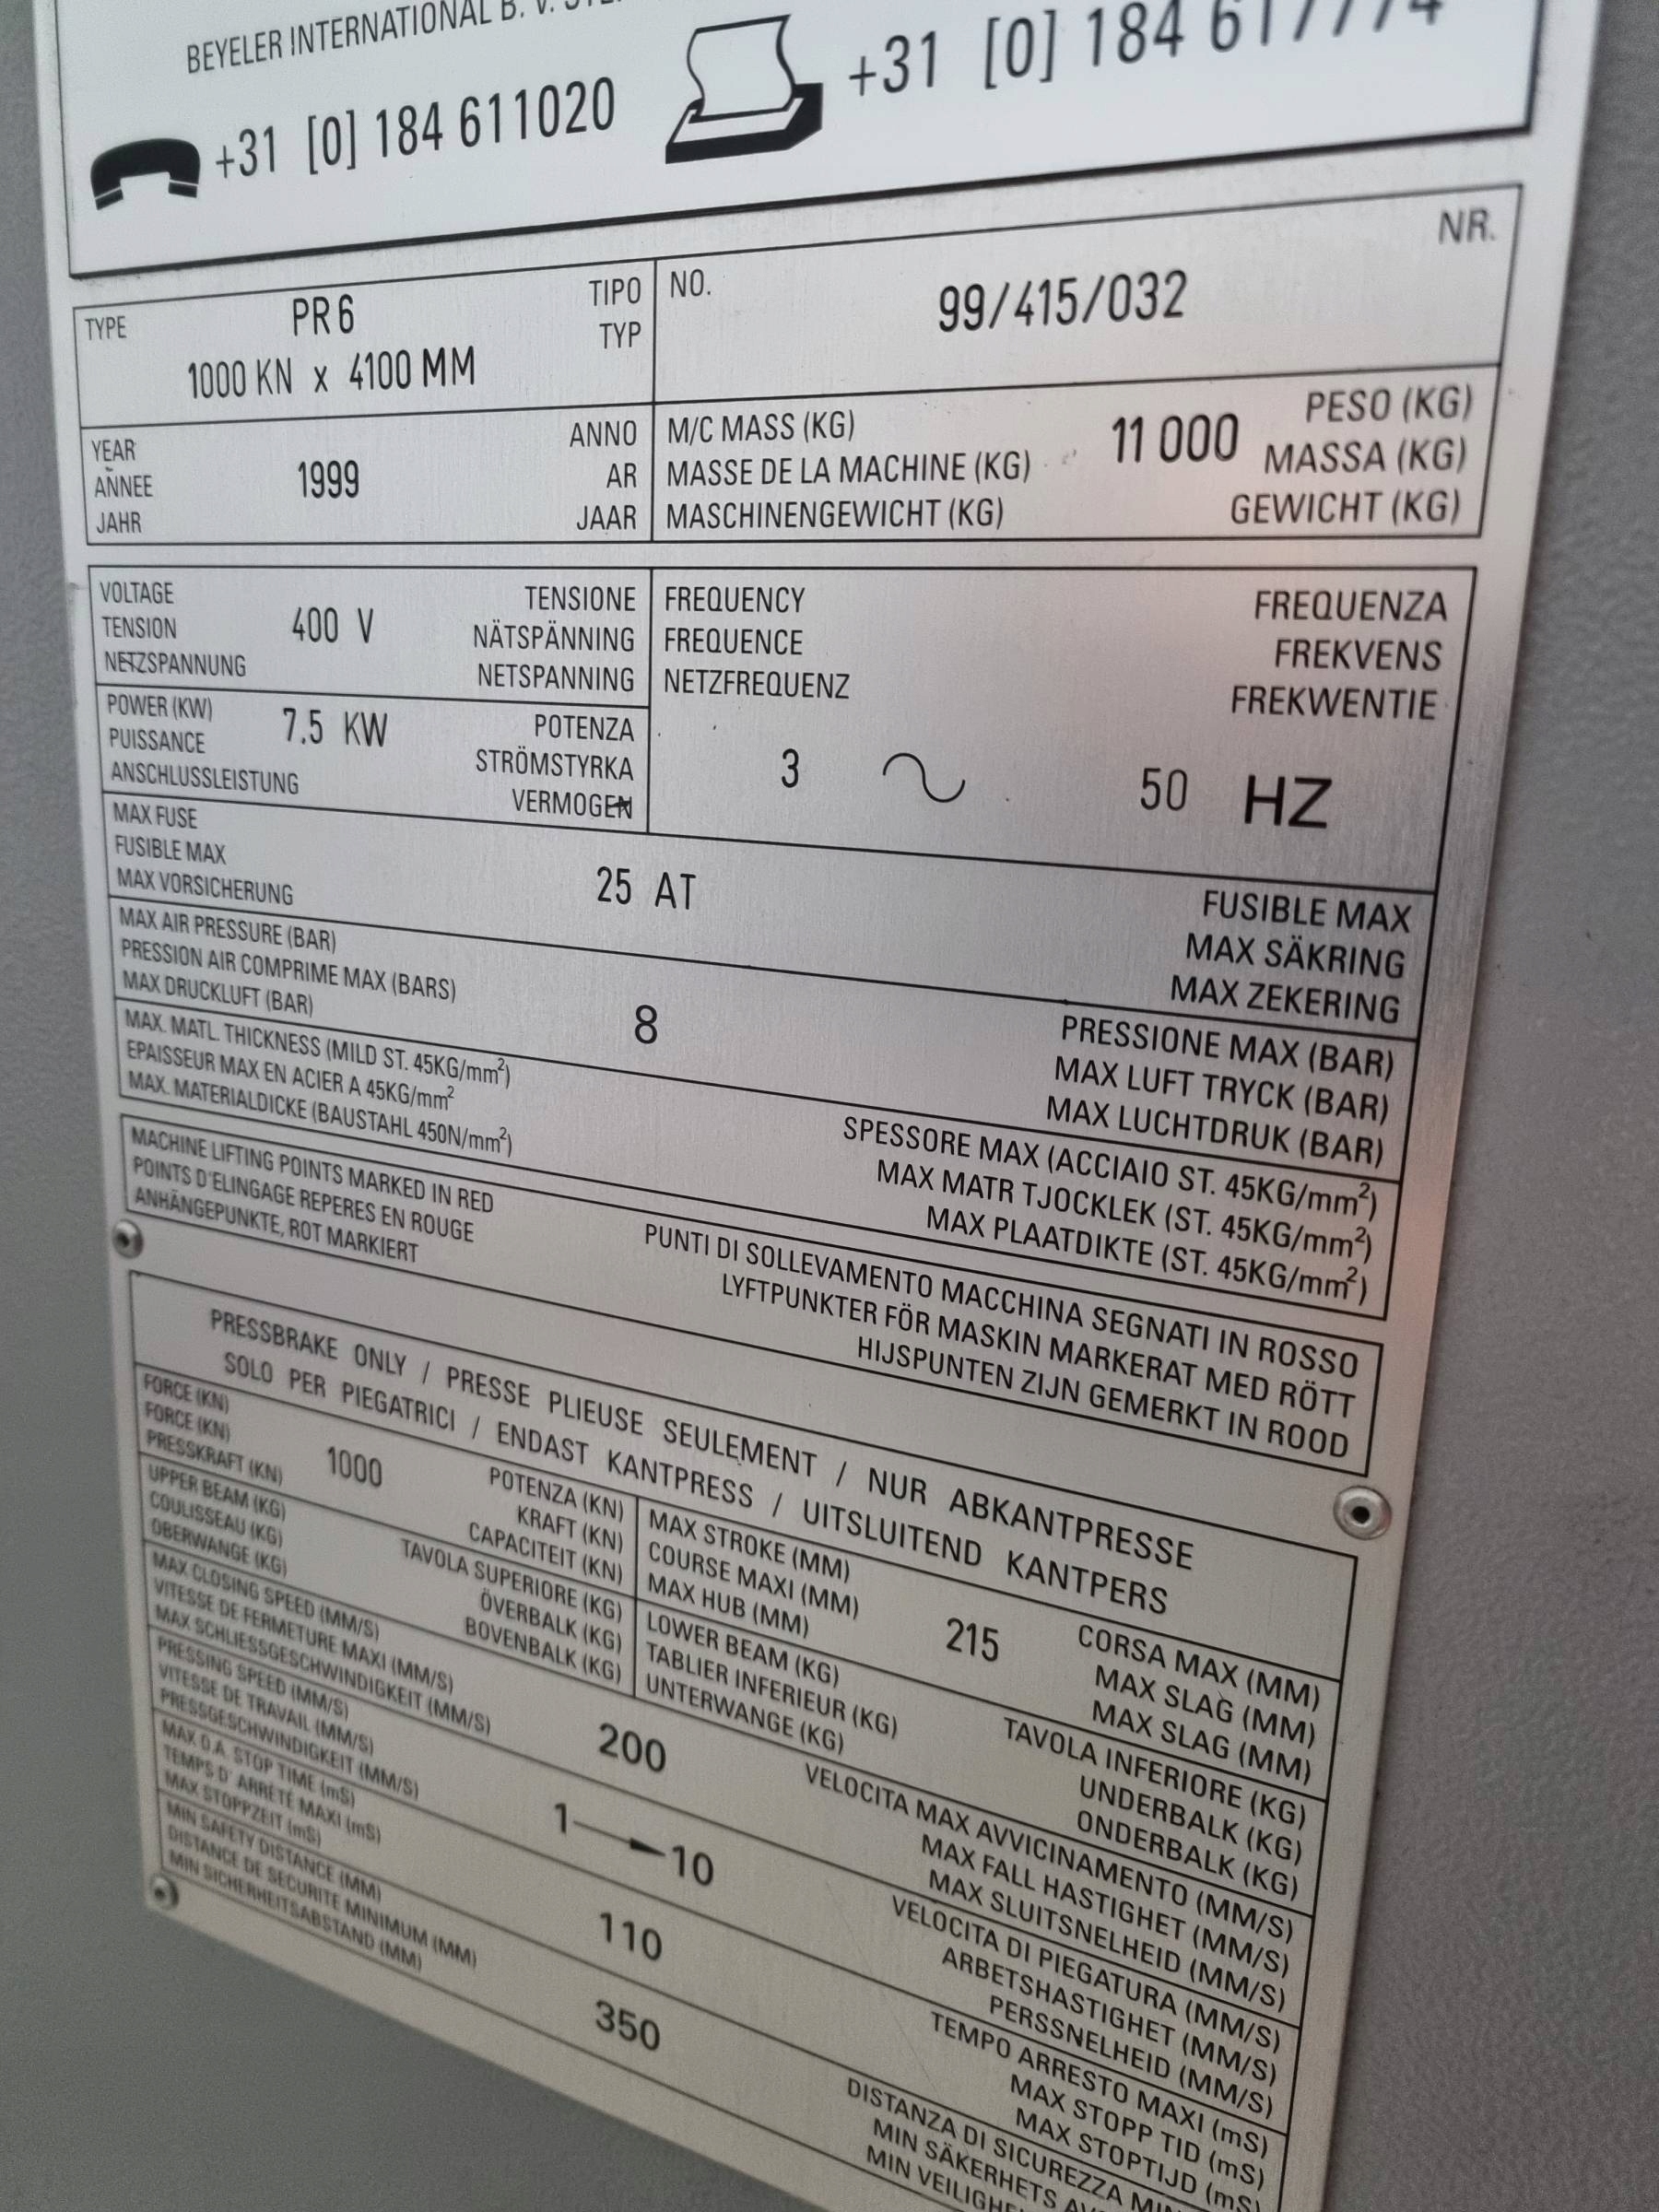 BEYELER INTERNATIONAL B. V.
+31 [0] 184 611020
+31 [0] 184 617774
TYPE
PR 6
1000 KN x 4100 MM
TIPO
TYP
NO.
99/415/032
NR.
YEAR
ANNEE
JAHR
1999
ANNO
AR
JAAR
M/C MASS (KG)
MASSE DE LA MACHINE (KG)
MASCHINENGEWICHT (KG)
11 000
PESO (KG)
MASSA (KG)
GEWICHT (KG)
VOLTAGE
TENSION
NETZSPANNUNG
400 V
TENSIONE
NÄTSPÄNNING
NETSPANNING
FREQUENCY
FREQUENCE
NETZFREQUENZ
FREQUENZA
FREKVENS
FREKWENTIE
3 ~ 50 HZ
POWER (KW)
PUISSANCE
ANSCHLUSSLEISTUNG
7.5 KW
POTENZA
STRÖMSTYRKA
VERMOGEN
MAX FUSE
FUSIBLE MAX
MAX VORSICHERUNG
25 AT
FUSIBLE MAX
MAX SÄKRING
MAX ZEKERING
MAX AIR PRESSURE (BAR)
PRESSION AIR COMPRIME MAX (BARS)
MAX DRUCKLUFT (BAR)
8
PRESSIONE MAX (BAR)
MAX LUFT TRYCK (BAR)
MAX LUCHTDRUK (BAR)
MAX. MATL. THICKNESS (MILD ST. 45KG/mm²)
EPAISSEUR MAX EN ACIER A 45KG/mm²
MAX. MATERIALDICKE (BAUSTAHL 450N/mm²)
SPESSORE MAX (ACCIAIO ST. 45KG/mm²)
MAX MATR TJOCKLEK (ST. 45KG/mm²)
MAX PLAATDIKTE (ST. 45KG/mm²)
MACHINE LIFTING POINTS MARKED IN RED
POINTS D'ELINGAGE REPERES EN ROUGE
ANHÄNGEPUNKTE, ROT MARKIERT
PUNTI DI SOLLEVAMENTO MACCHINA SEGNATI IN ROSSO
LYFTPUNKTER FÖR MASKIN MARKERAT MED RÖTT
HIJSPUNTEN ZIJN GEMERKT IN ROOD
PRESSBRAKE ONLY / PRESSE PLIEUSE SEULEMENT / NUR ABKANTPRESSE
SOLO PER PIEGATRICI / ENDAST KANTPRESS / UITSLUITEND KANTPERS
FORCE (KN)
FORCE (KN)
PRESSKRAFT (KN)
1000
POTENZA (KN)
KRAFT (KN)
CAPACITEIT (KN)
MAX STROKE (MM)
COURSE MAXI (MM)
MAX HUB (MM)
215
CORSA MAX (MM)
MAX SLAG (MM)
MAX SLAG (MM)
UPPER BEAM (KG)
COULISSEAU (KG)
OBERWANGE (KG)
TAVOLA SUPERIORE (KG)
ÖVERBALK (KG)
BOVENBALK (KG)
LOWER BEAM (KG)
TABLIER INFERIEUR (KG)
UNTERWANGE (KG)
TAVOLA INFERIORE (KG)
UNDERBALK (KG)
ONDERBALK (KG)
MAX CLOSING SPEED (MM/S)
VITESSE DE FERMETURE MAXI (MM/S)
MAX SCHLIESSGESCHWINDIGKEIT (MM/S)
200
VELOCITA MAX AVVICINAMENTO (MM/S)
MAX FALL HASTIGHET (MM/S)
MAX SLUITSNELHEID (MM/S)
PRESSING SPEED (MM/S)
VITESSE DE TRAVAIL (MM/S)
PRESSGESCHWINDIGKEIT (MM/S)
1 → 10
VELOCITA DI PIEGATURA (MM/S)
ARBETSHASTIGHET (MM/S)
PERSSNELHEID (MM/S)
MAX O.A. STOP TIME (mS)
TEMPS D' ARRÊTÉ MAXI (mS)
MAX STOPPZEIT (mS)
110
TEMPO ARRESTO MAXI (mS)
MAX STOPP TID (mS)
MAX STOPTIJD (mS)
MIN SAFETY DISTANCE (MM)
DISTANCE DE SECURITE MINIMUM (MM)
MIN SICHERHEITSABSTAND (MM)
350
DISTANZA DI SICUREZZA
MIN SÄKERHETS
MIN